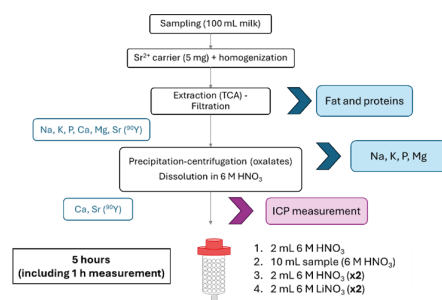 Sampling (100 mL milk)
Sr²⁺ carrier (5 mg) + homogenization
Extraction (TCA) -
Filtration
Fat and proteins
Na, K, P, Ca, Mg, Sr (⁹⁰Y)
Precipitation-centrifugation (oxalates)
Dissolution in 6 M HNO₃
Na, K, P, Mg
Ca, Sr (⁹⁰Y)
ICP measurement
5 hours
(including 1 h measurement)
1. 2 mL 6 M HNO₃
2. 10 mL sample (6 M HNO₃)
3. 2 mL 6 M HNO₃ (x2)
4. 2 mL 6 M LiNO₃ (x2)